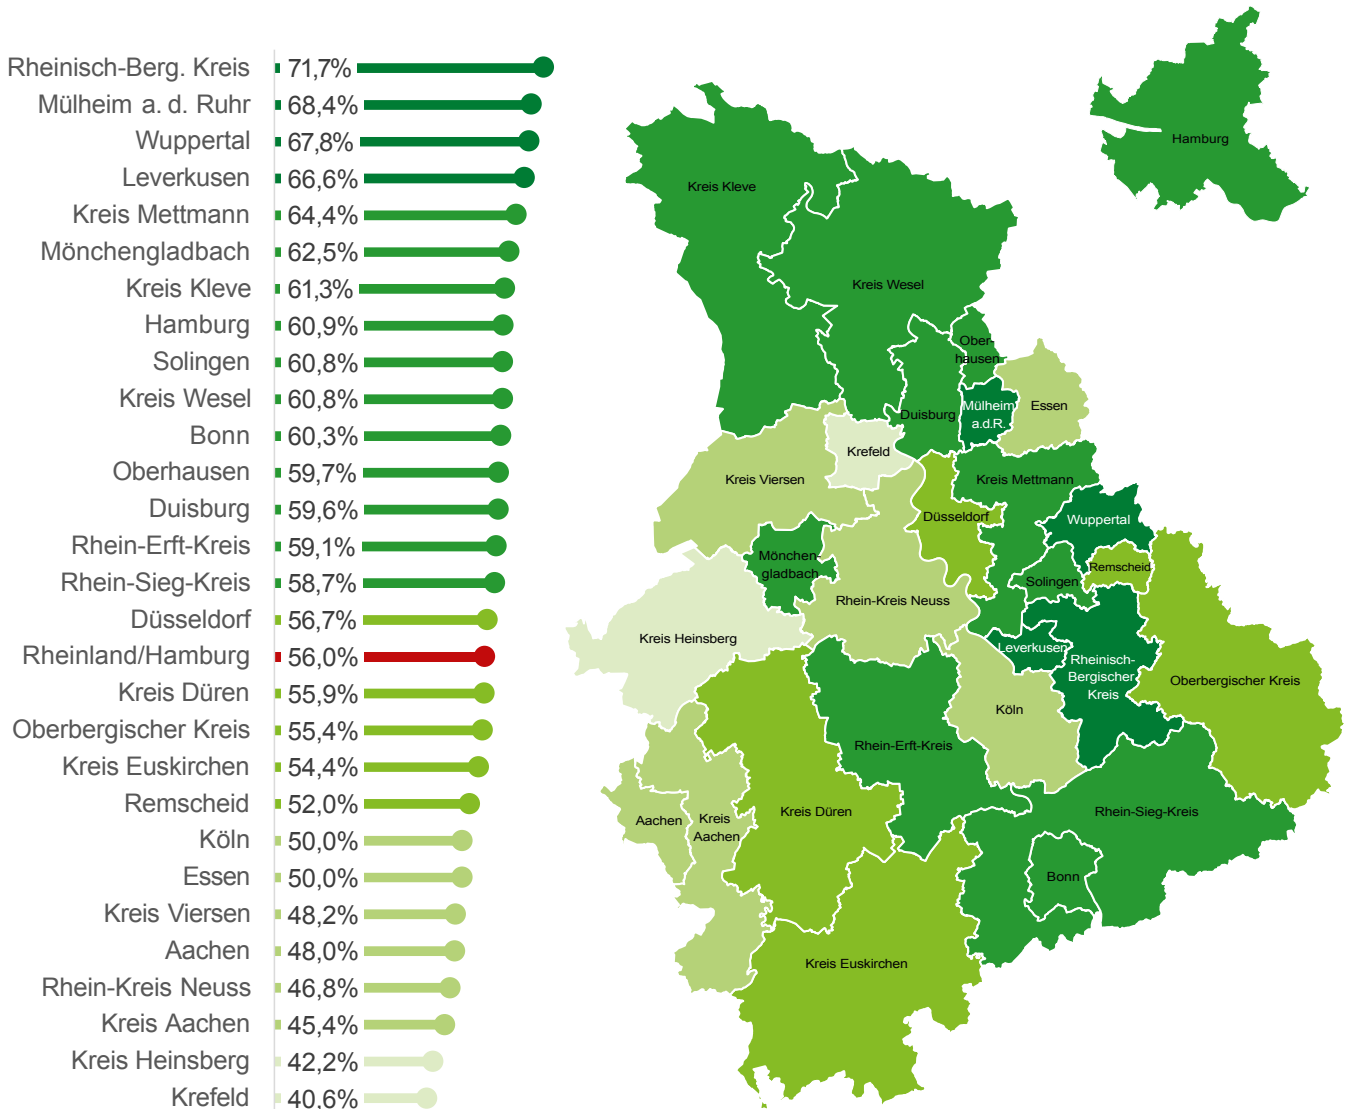 Rheinisch-Berg. Kreis 71,7%
Mülheim a. d. Ruhr 68,4%
Wuppertal 67,8%
Leverkusen 66,6%
Kreis Mettmann 64,4%
Mönchengladbach 62,5%
Kreis Kleve 61,3%
Hamburg 60,9%
Solingen 60,8%
Kreis Wesel 60,8%
Bonn 60,3%
Oberhausen 59,7%
Duisburg 59,6%
Rhein-Erft-Kreis 59,1%
Rhein-Sieg-Kreis 58,7%
Düsseldorf 56,7%
Rheinland/Hamburg 56,0%
Kreis Düren 55,9%
Oberbergischer Kreis 55,4%
Kreis Euskirchen 54,4%
Remscheid 52,0%
Köln 50,0%
Essen 50,0%
Kreis Viersen 48,2%
Aachen 48,0%
Rhein-Kreis Neuss 46,8%
Kreis Aachen 45,4%
Kreis Heinsberg 42,2%
Krefeld 40,6%
Hamburg
Kreis Kleve
Kreis Wesel
Ober-
hausen
Duisburg
Mülheim
a.d.R.
Essen
Krefeld
Kreis Viersen
Kreis Mettmann
Düsseldorf
Wuppertal
Mönchen-
gladbach
Remscheid
Solingen
Rhein-Kreis Neuss
Kreis Heinsberg
Leverkusen
Rheinisch-
Bergischer
Kreis
Oberbergischer Kreis
Köln
Rhein-Erft-Kreis
Kreis Düren
Rhein-Sieg-Kreis
Aachen
Kreis
Aachen
Bonn
Kreis Euskirchen